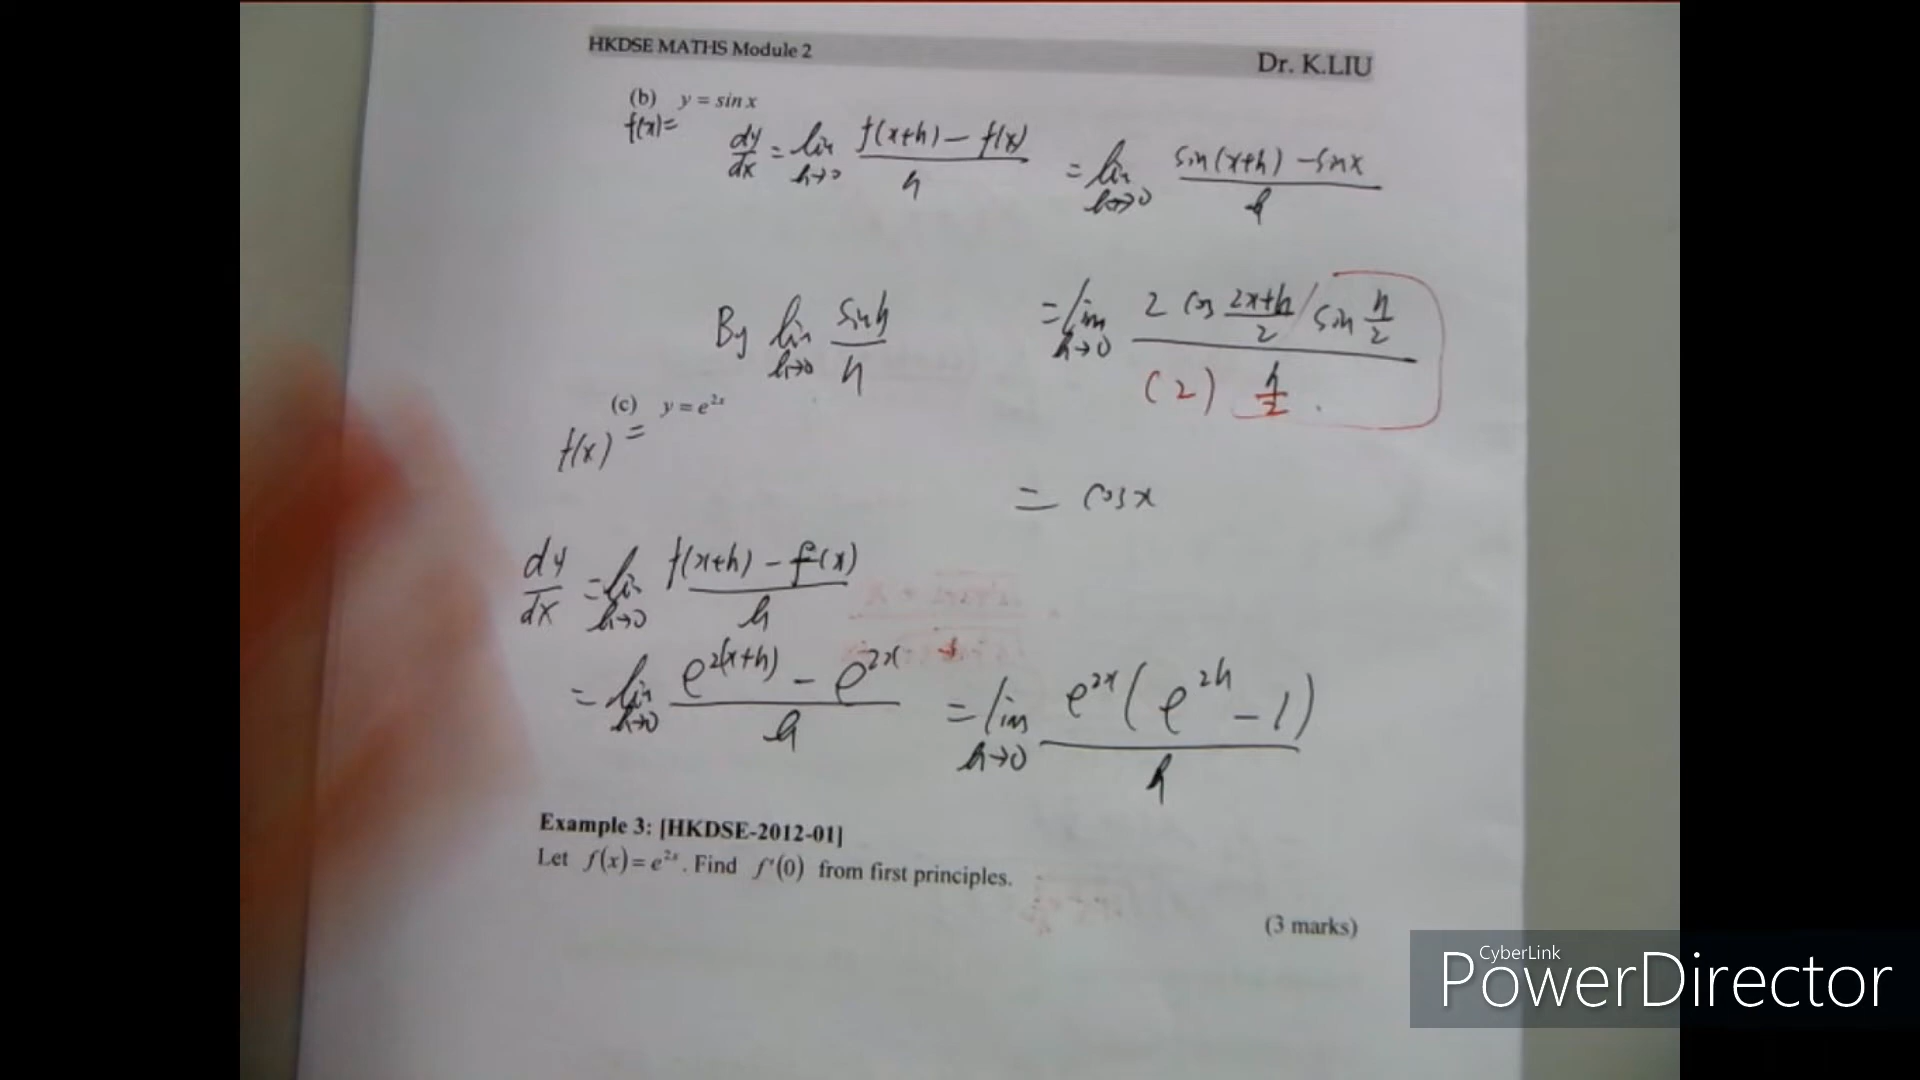 HKDSE MATHS Module 2
Dr. K.LIU
(b) y = sin x
f(x)=
dy/dx = lim h→0 (f(x+h) − f(x))/h = lim h→0 (sin(x+h) − sin x)/h
By lim h→0 sin h/h
= lim h→0 (2 cos (2x+h)/2 sin h/2)/((2) h/2)
(c) y = e^{2x}
f(x) =
= cos x
dy/dx = lim h→0 (f(x+h) − f(x))/h
= lim h→0 (e^{2(x+h)} − e^{2x})/h = lim h→0 (e^{2x}(e^{2h} − 1))/h
Example 3: [HKDSE-2012-01]
Let f(x) = e^{2x}. Find f'(0) from first principles.
(3 marks)
CyberLink
PowerDirector